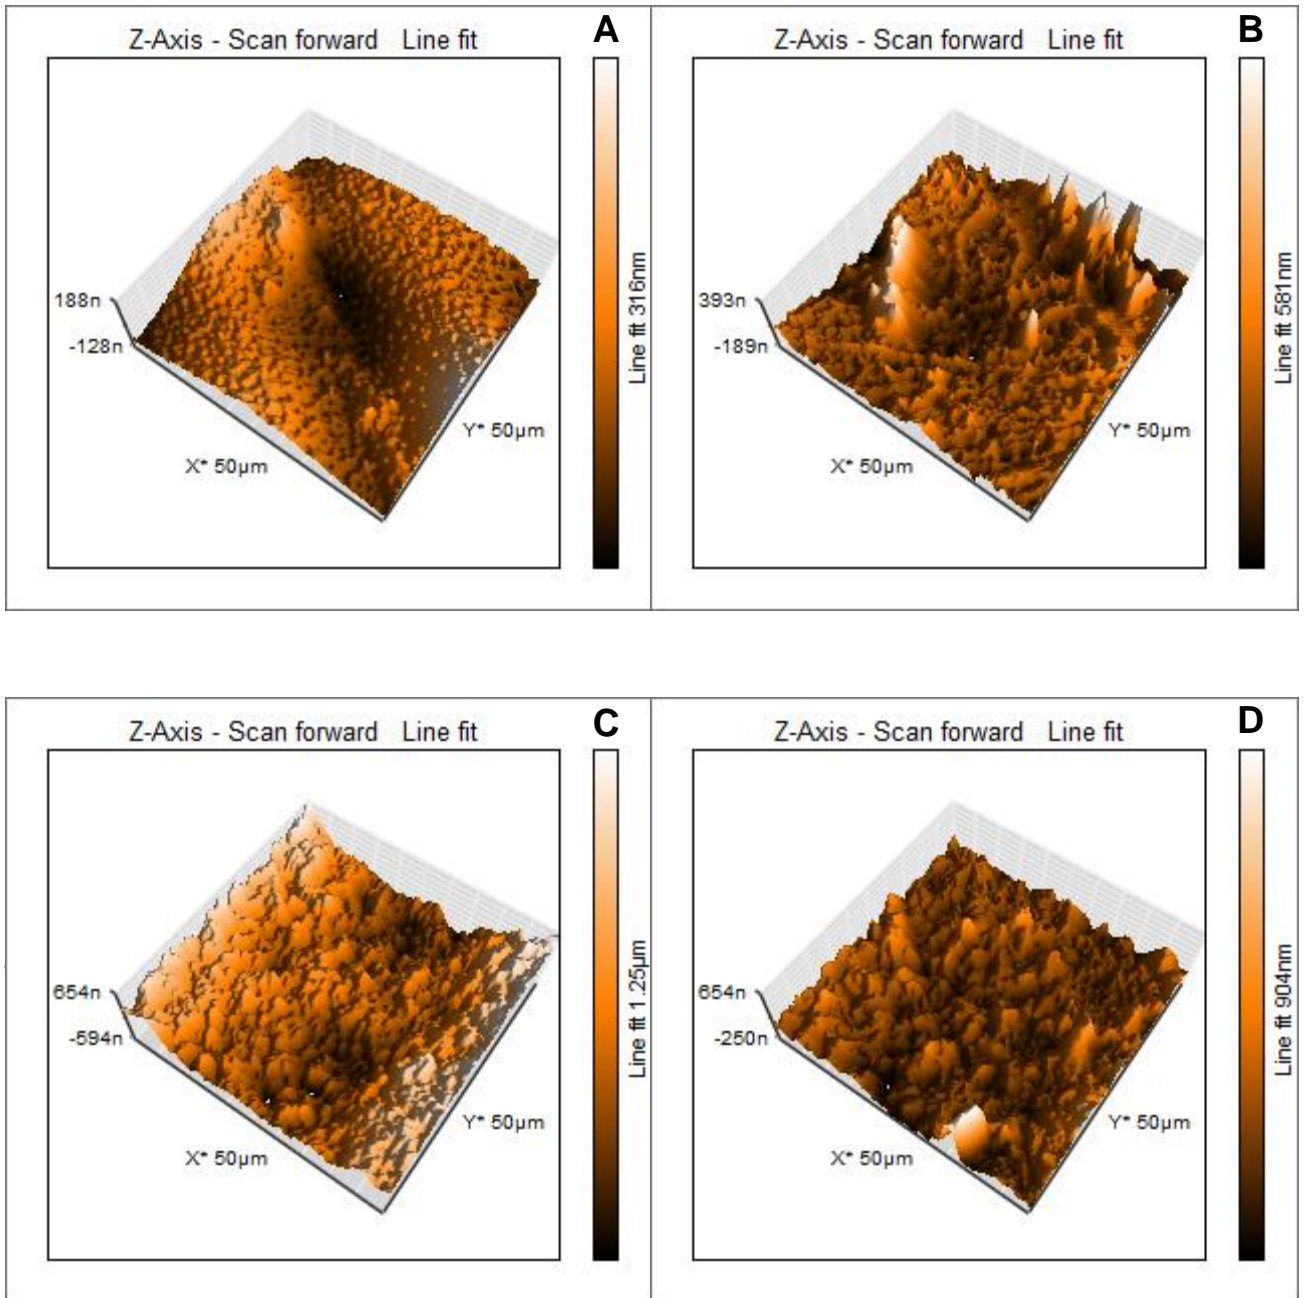 Z-Axis - Scan forward Line fit
A
188n
-128n
X* 50µm
Y* 50µm
Line fit 316nm
Z-Axis - Scan forward Line fit
B
393n
-189n
X* 50µm
Y* 50µm
Line fit 581nm
Z-Axis - Scan forward Line fit
C
654n
-594n
X* 50µm
Y* 50µm
Line fit 1.25µm
Z-Axis - Scan forward Line fit
D
654n
-250n
X* 50µm
Y* 50µm
Line fit 904nm